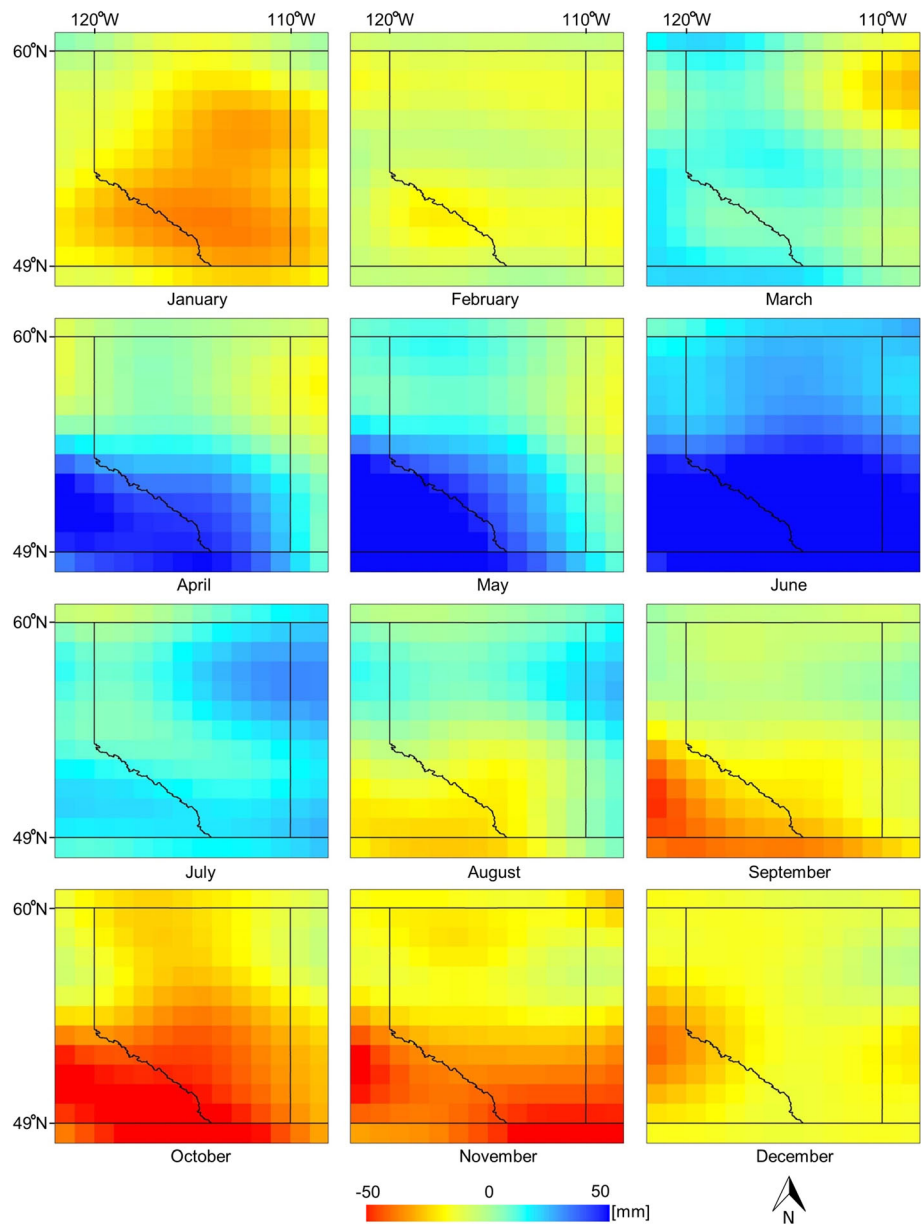 120°W 110°W 120°W 110°W 120°W 110°W
60°N
49°N
January February March
60°N
49°N
April May June
60°N
49°N
July August September
60°N
49°N
October November December
-50 0 50 [mm]
N